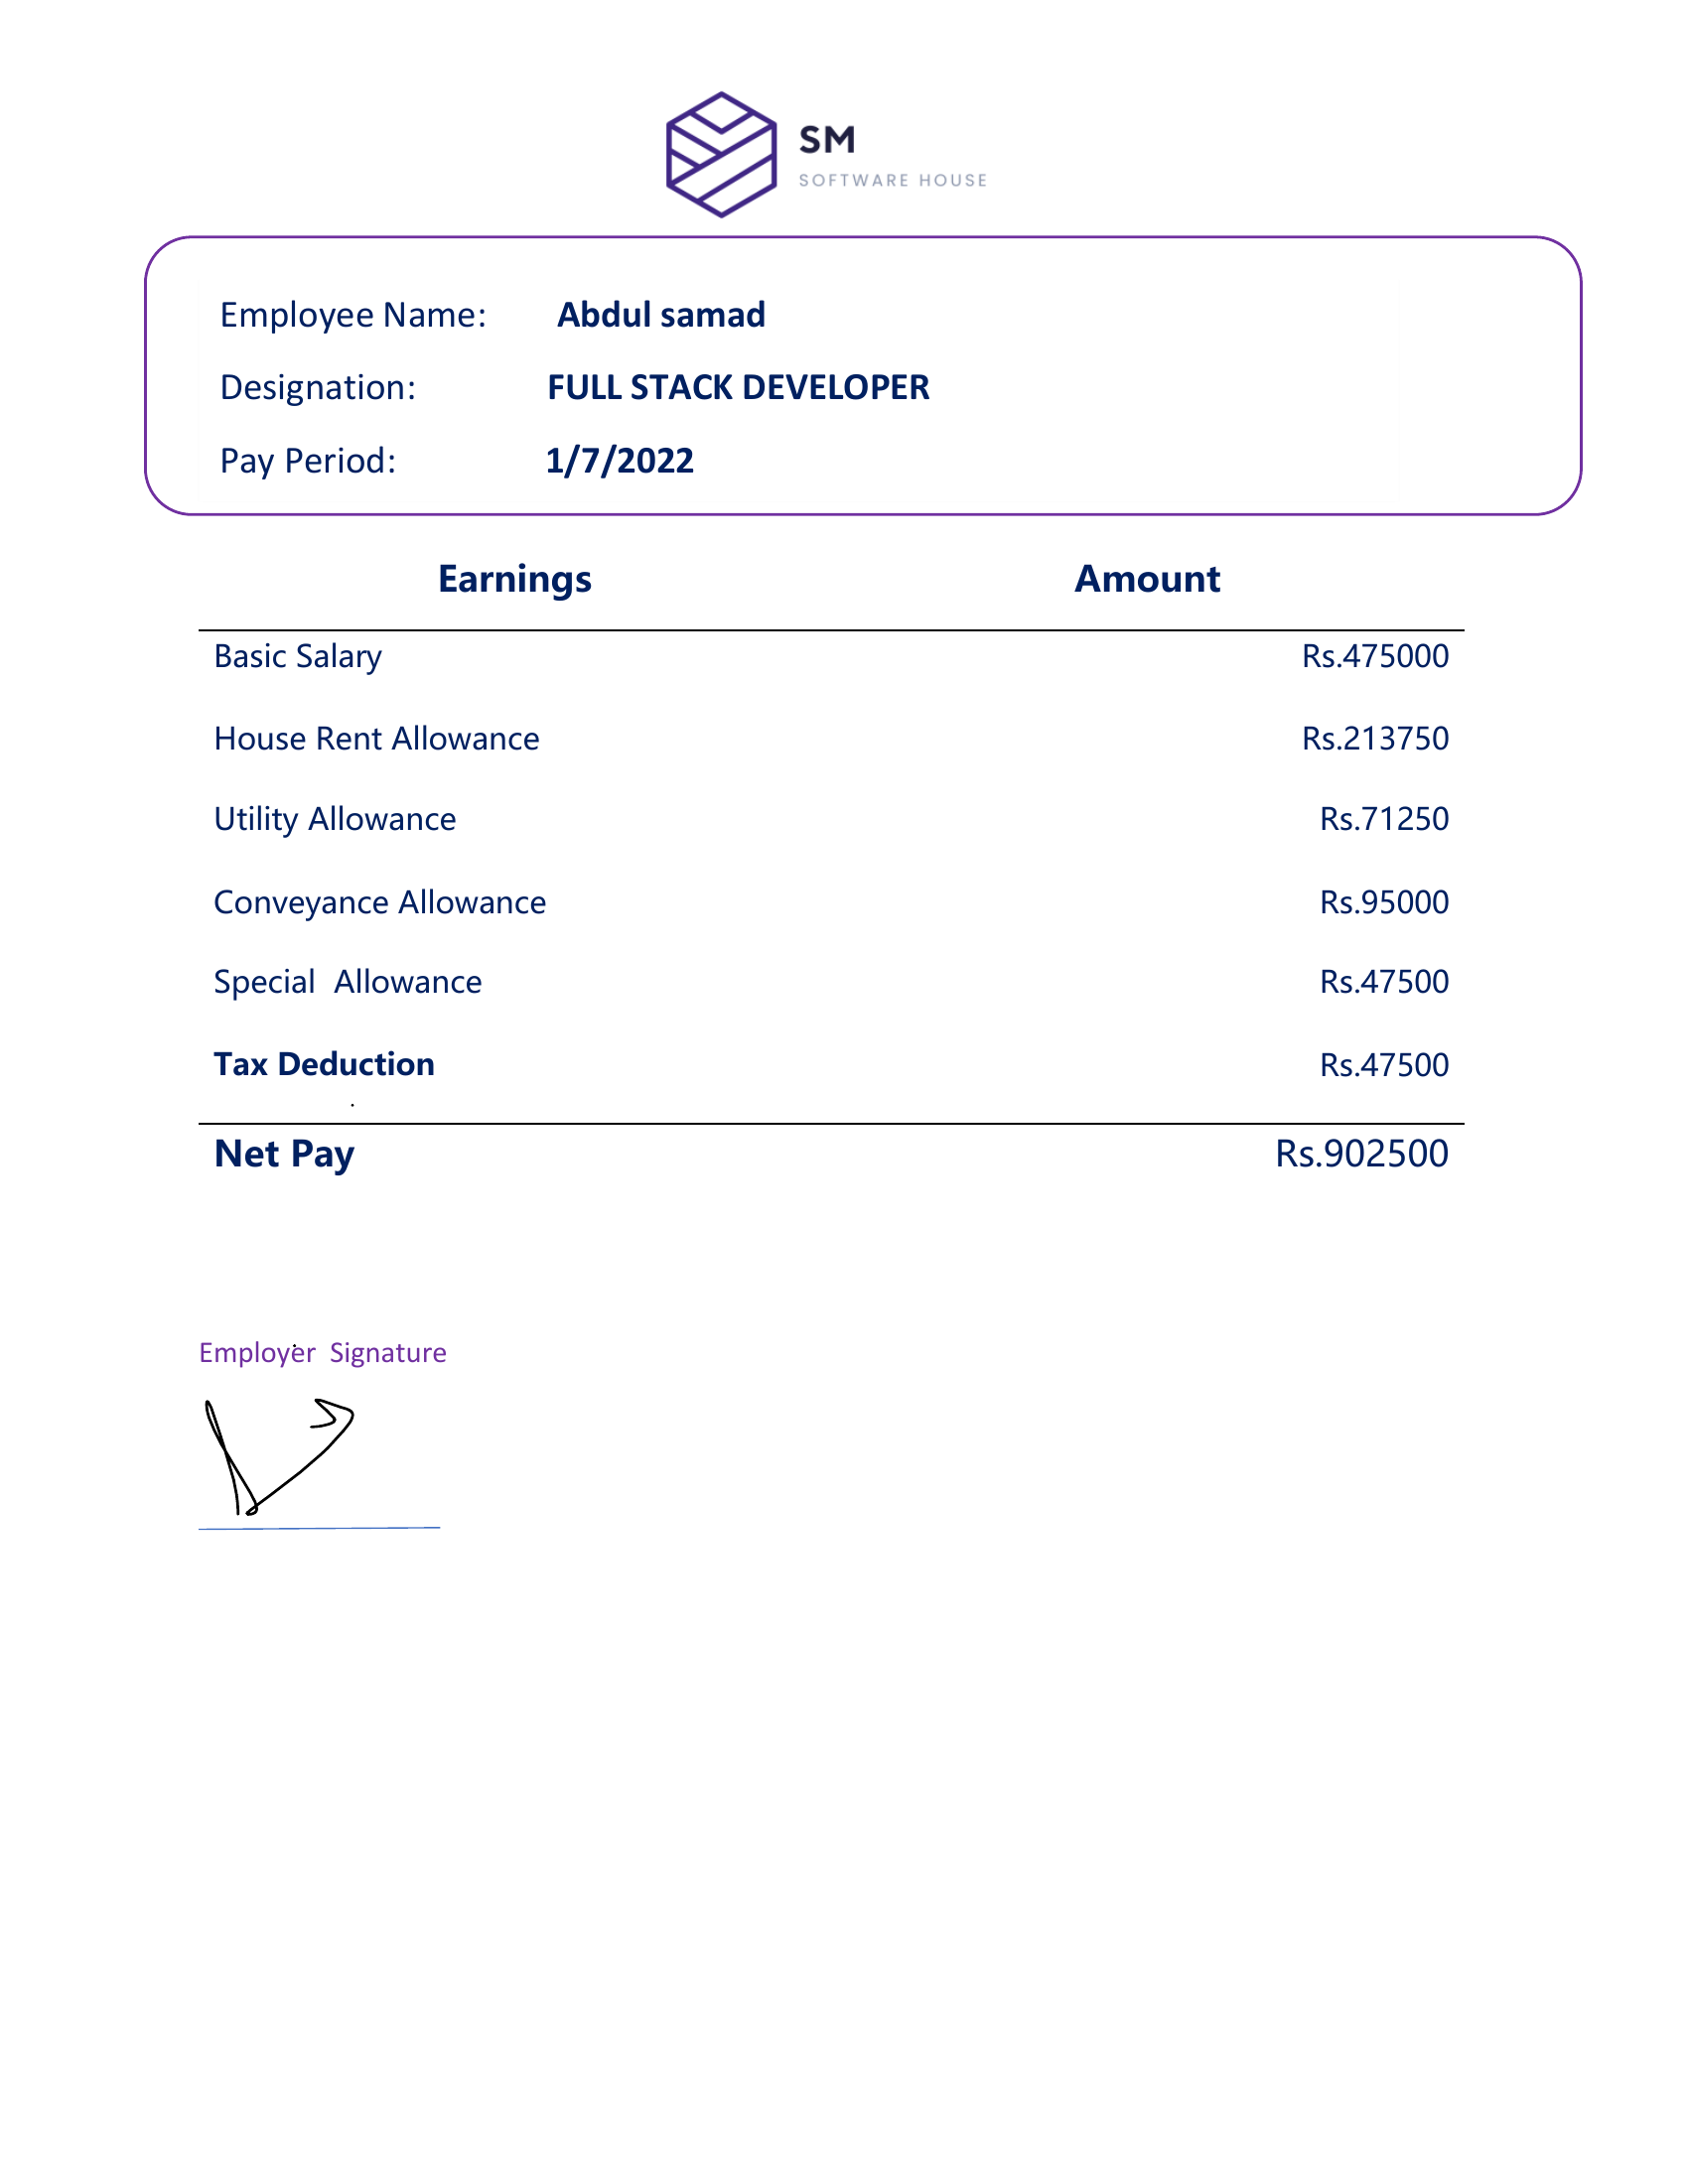 SM
SOFTWARE HOUSE
Employee Name: Abdul samad
Designation: FULL STACK DEVELOPER
Pay Period: 1/7/2022
Earnings Amount
Basic Salary Rs.475000
House Rent Allowance Rs.213750
Utility Allowance Rs.71250
Conveyance Allowance Rs.95000
Special  Allowance Rs.47500
Tax Deduction Rs.47500
Net Pay Rs.902500
Employer  Signature